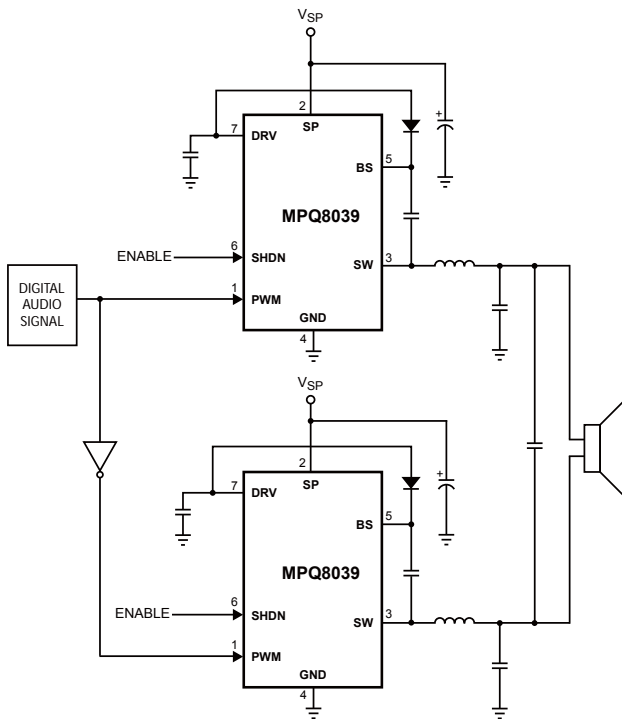 VSP
2
7 DRV SP
5
BS
MPQ8039
ENABLE 6 SHDN SW 3
DIGITAL
AUDIO
SIGNAL
1 PWM
GND
4
+
VSP
2
7 DRV SP
5
BS
MPQ8039
ENABLE 6 SHDN SW 3
1 PWM
GND
4
+